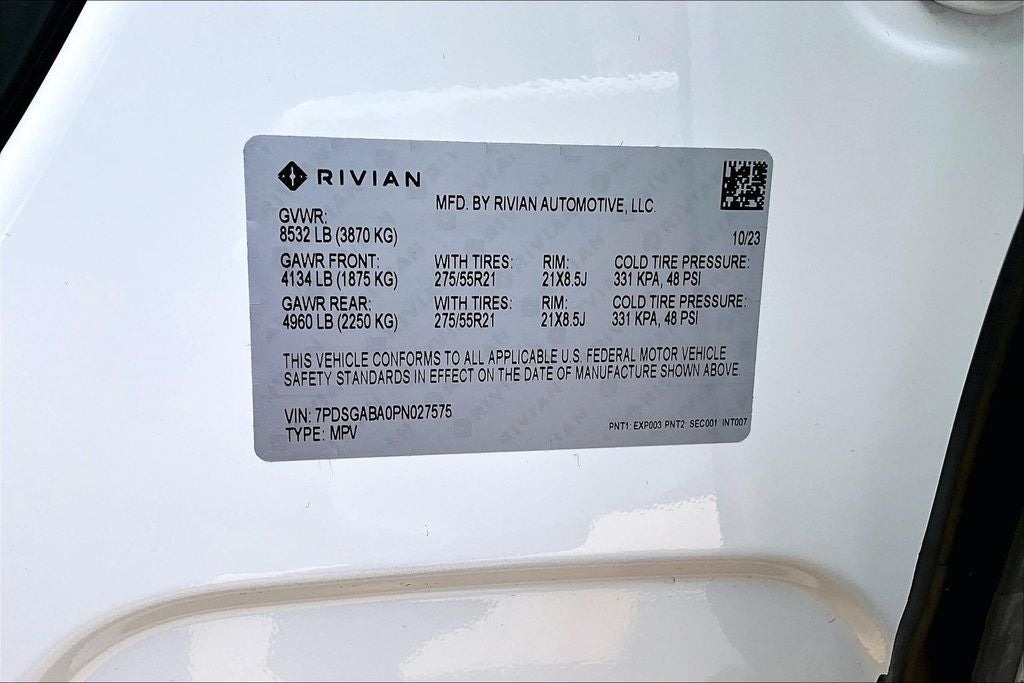 RIVIAN
MFD. BY RIVIAN AUTOMOTIVE, LLC.
GVWR:
8532 LB (3870 KG)
10/23
GAWR FRONT: WITH TIRES: RIM: COLD TIRE PRESSURE:
4134 LB (1875 KG) 275/55R21 21X8.5J 331 KPA, 48 PSI
GAWR REAR: WITH TIRES: RIM: COLD TIRE PRESSURE:
4960 LB (2250 KG) 275/55R21 21X8.5J 331 KPA, 48 PSI
THIS VEHICLE CONFORMS TO ALL APPLICABLE U.S. FEDERAL MOTOR VEHICLE
SAFETY STANDARDS IN EFFECT ON THE DATE OF MANUFACTURE SHOWN ABOVE.
VIN: 7PDSGABA0PN027575
TYPE: MPV
PNT1: EXP003 PNT2: SEC001 INT007